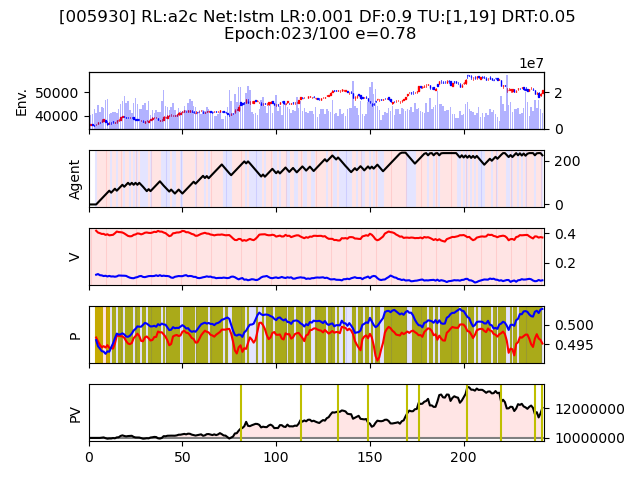 [005930] RL:a2c Net:lstm LR:0.001 DF:0.9 TU:[1,19] DRT:0.05
Epoch:023/100 e=0.78
1e7
Env.
50000
40000
2
0
Agent
200
0
V
0.4
0.2
P
0.500
0.495
PV
12000000
10000000
0 50 100 150 200